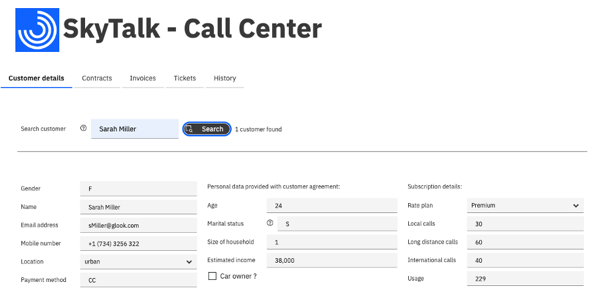 SkyTalk - Call Center
Customer details Contracts Invoices Tickets History
Search customer Sarah Miller Search 1 customer found
Gender F
Name Sarah Miller
Email address sMiller@glook.com
Mobile number +1 (734) 3256 322
Location urban
Payment method CC
Personal data provided with customer agreement:
Age 24
Marital status S
Size of household 1
Estimated income 38,000
Car owner ?
Subscription details:
Rate plan Premium
Local calls 30
Long distance calls 60
International calls 40
Usage 229